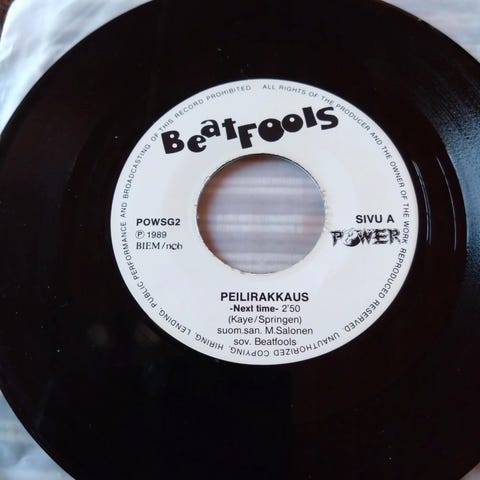 BeatFOOLS
POWSG2
℗ 1989
BIEM/ncb
SIVU A
POWER
PEILIRAKKAUS
-Next time- 2'50
(Kaye/Springen)
suom.san. M.Salonen
sov. Beatfools
ALL RIGHTS OF THE PRODUCER AND THE OWNER OF THE WORK REPRODUCED RESERVED. UNAUTHORIZED COPYING, HIRING, LENDING, PUBLIC PERFORMANCE AND BROADCASTING OF THIS RECORD PROHIBITED